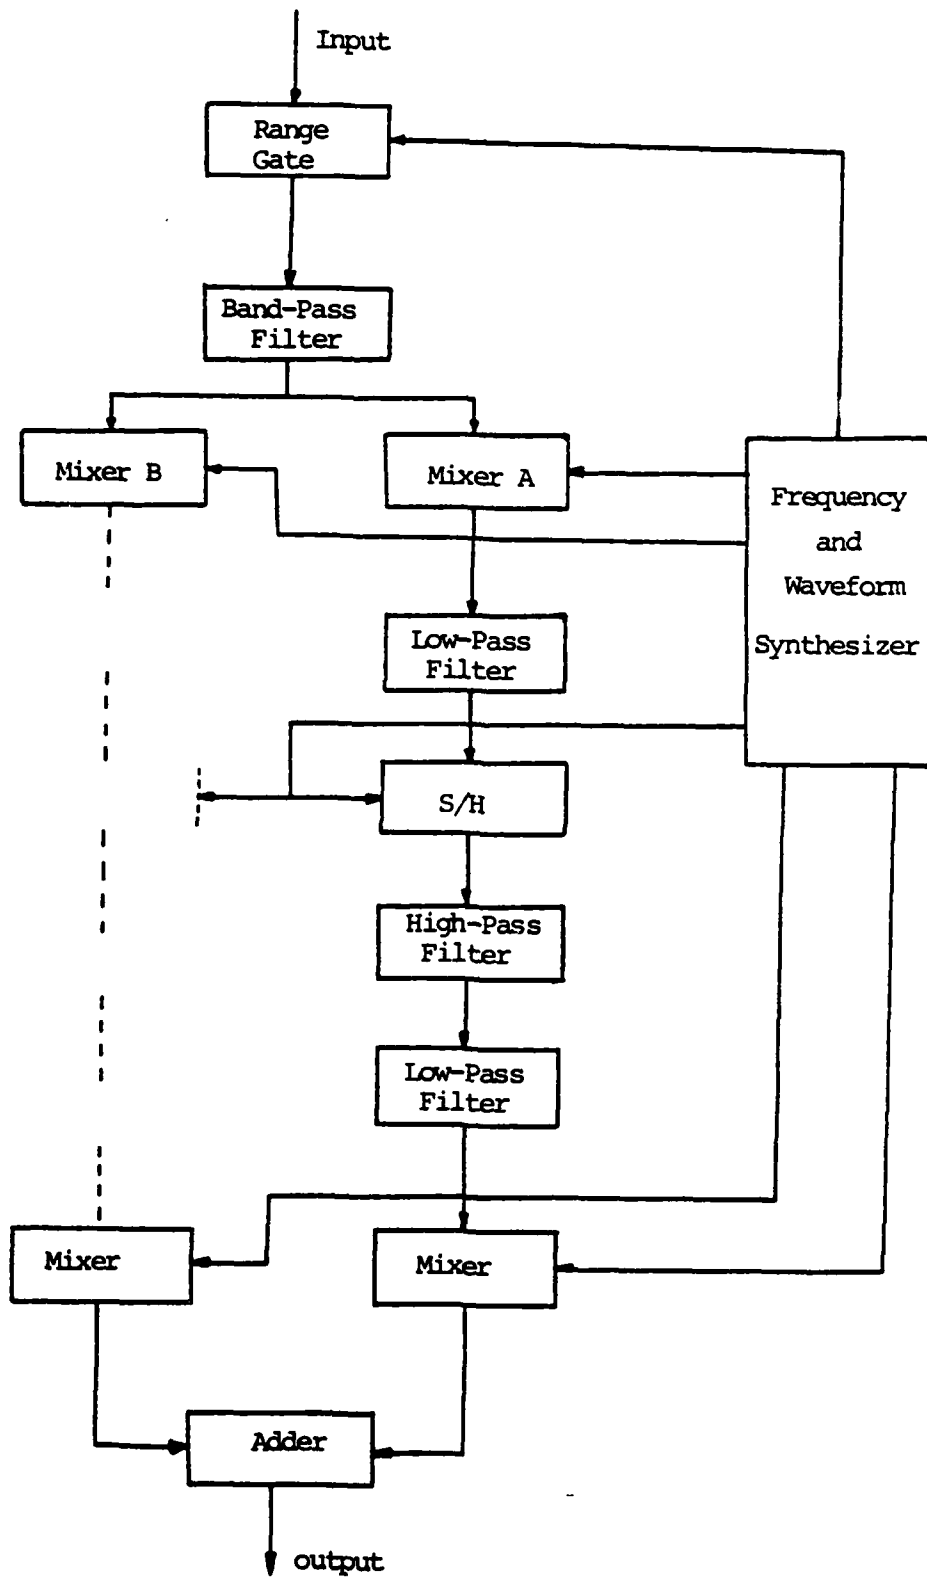 Input
Range
Gate
Band-Pass
Filter
Mixer B
Mixer A
Frequency
and
Waveform
Synthesizer
Low-Pass
Filter
S/H
High-Pass
Filter
Low-Pass
Filter
Mixer
Mixer
Adder
output